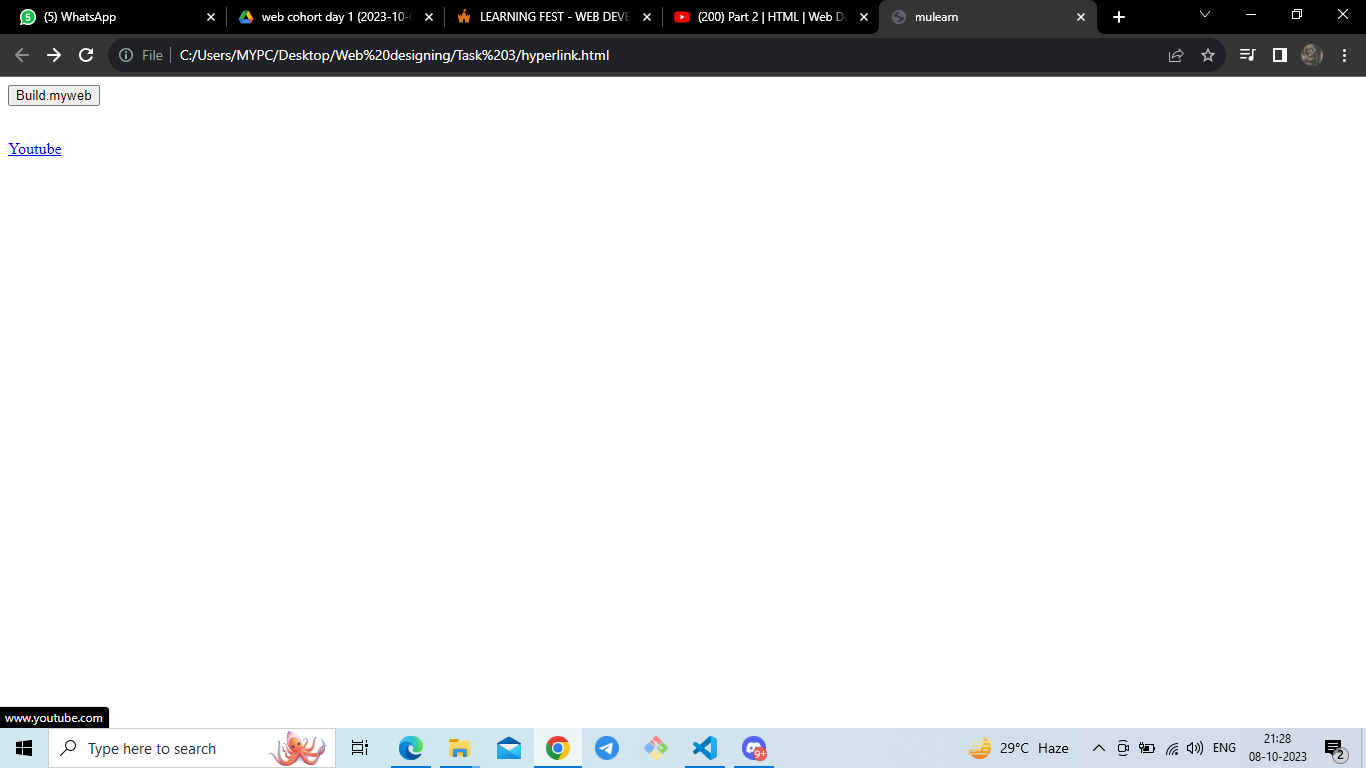 5 (5) WhatsApp
web cohort day 1 (2023-10-
LEARNING FEST - WEB DEVE
(200) Part 2 | HTML | Web D
mulearn
File C:/Users/MYPC/Desktop/Web%20designing/Task%203/hyperlink.html
Build.myweb
Youtube
www.youtube.com
Type here to search
9+
29°C Haze
ENG
21:28
08-10-2023
2